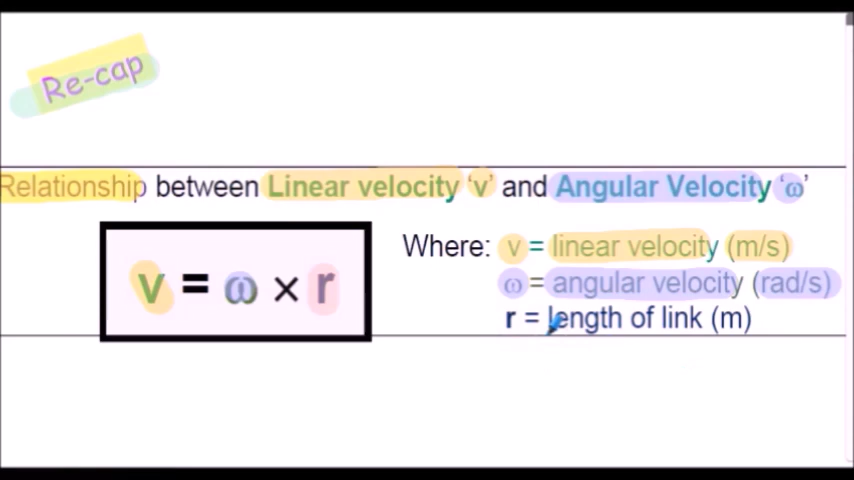 Re-cap
Relationship between Linear velocity 'v' and Angular Velocity 'ω'
v = ω × r
Where: v = linear velocity (m/s)
ω = angular velocity (rad/s)
r = length of link (m)